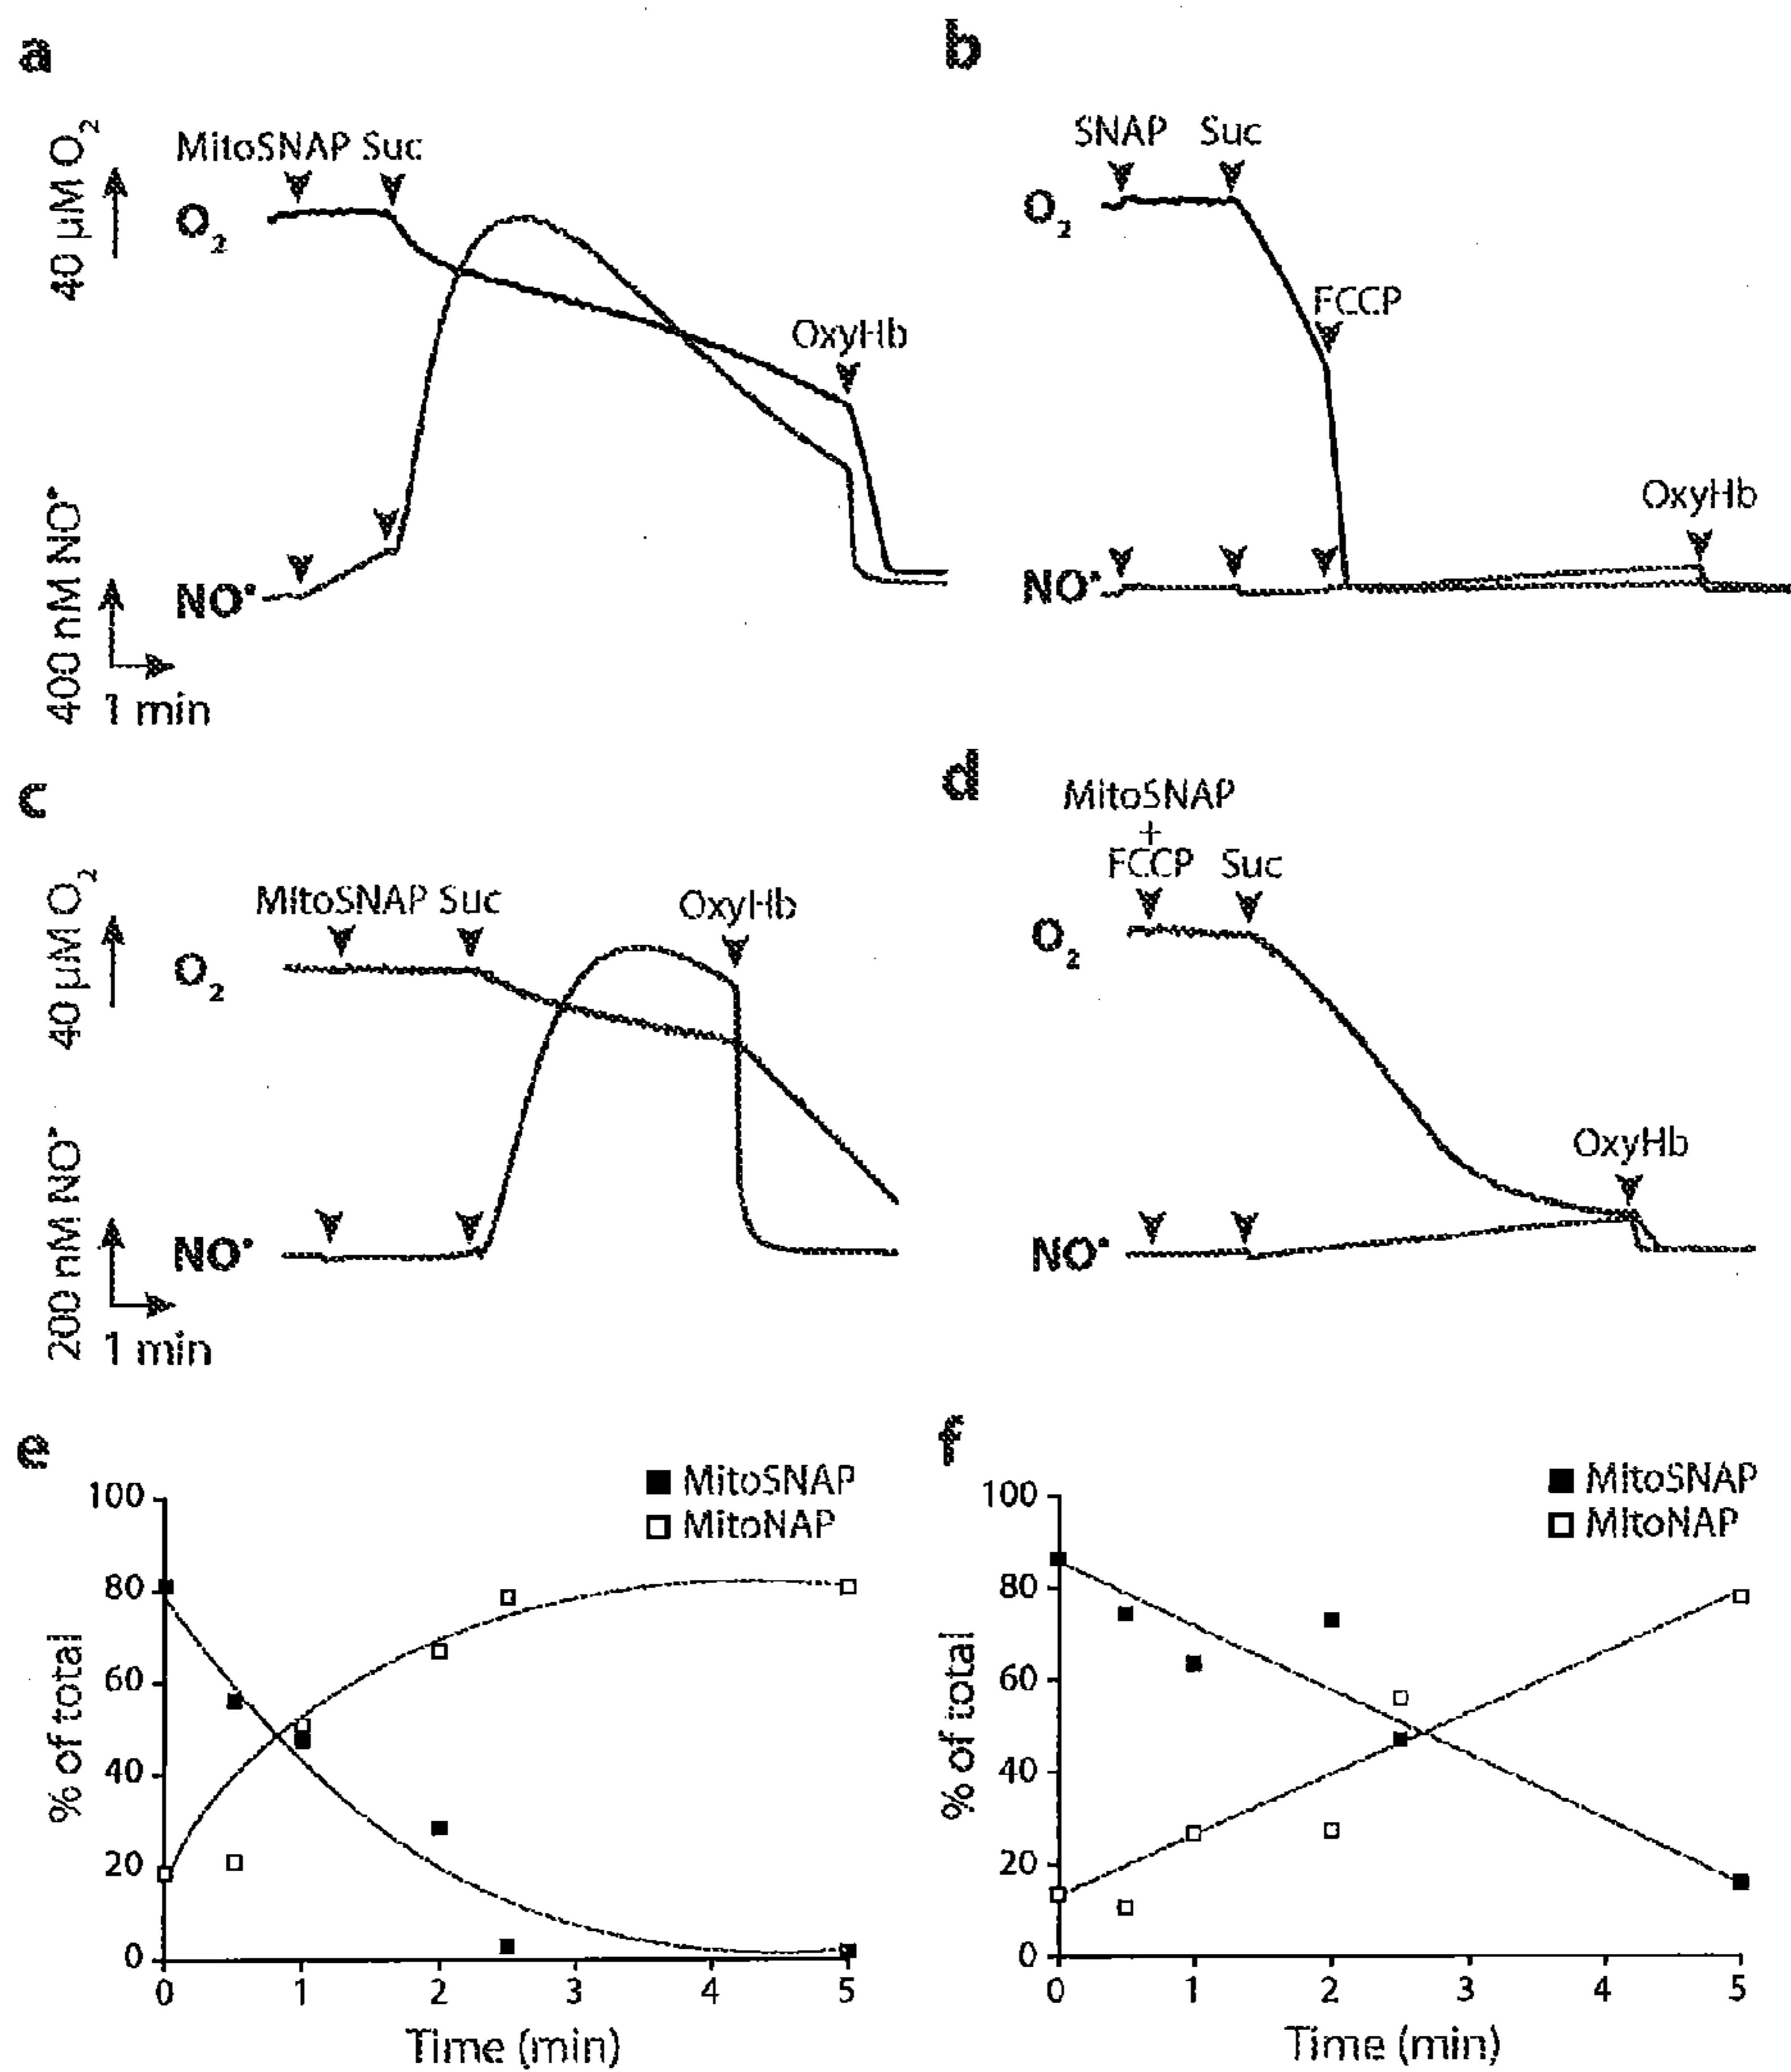 a
MitoSNAP Suc
40 µM O₂
O₂
OxyHb
400 nM NO•
NO•
1 min
b
SNAP Suc
O₂
FCCP
OxyHb
NO•
c
MitoSNAP Suc
OxyHb
40 µM O₂
O₂
200 nM NO•
NO•
1 min
d
MitoSNAP
+
FCCP Suc
O₂
OxyHb
NO•
e
MitoSNAP
MitoNAP
% of total
100
80
60
40
20
0
0 1 2 3 4 5
Time (min)
f
MitoSNAP
MitoNAP
% of total
100
80
60
40
20
0
0 1 2 3 4 5
Time (min)